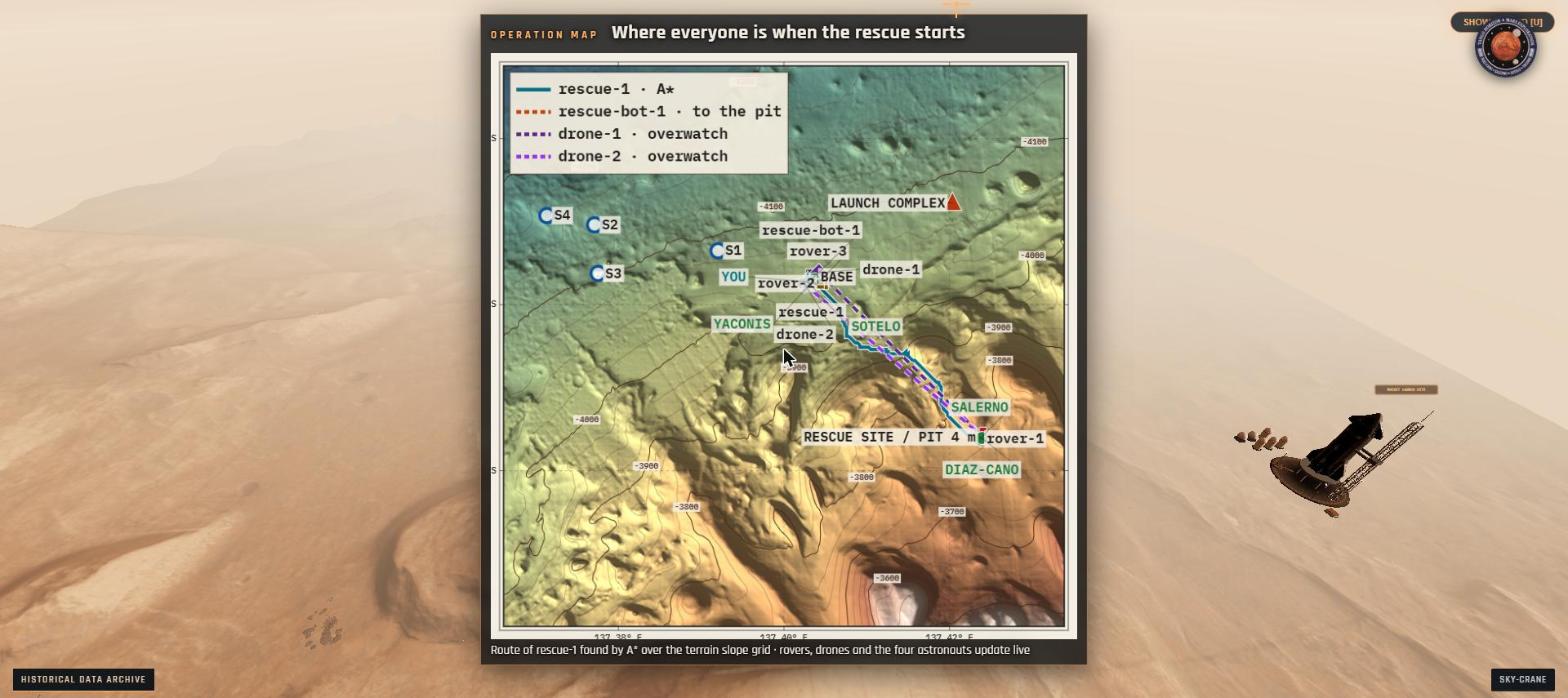 OPERATION MAP Where everyone is when the rescue starts
rescue-1 · A*
rescue-bot-1 · to the pit
drone-1 · overwatch
drone-2 · overwatch
-4100
LAUNCH COMPLEX
-4100
S4
S2
rescue-bot-1
S1
rover-3
-4000
S3
YOU
rover-2
BASE
drone-1
rescue-1
YACONIS
SOTELO
-3900
drone-2
-3800
SALERNO
-4000
RESCUE SITE / PIT 4 m
rover-1
-3900
DIAZ-CANO
-3800
-3800
-3700
-3600
137.38° E
137.40° E
137.42° E
Route of rescue-1 found by A* over the terrain slope grid · rovers, drones and the four astronauts update live
HISTORICAL DATA ARCHIVE
SKY-CRANE
[U]